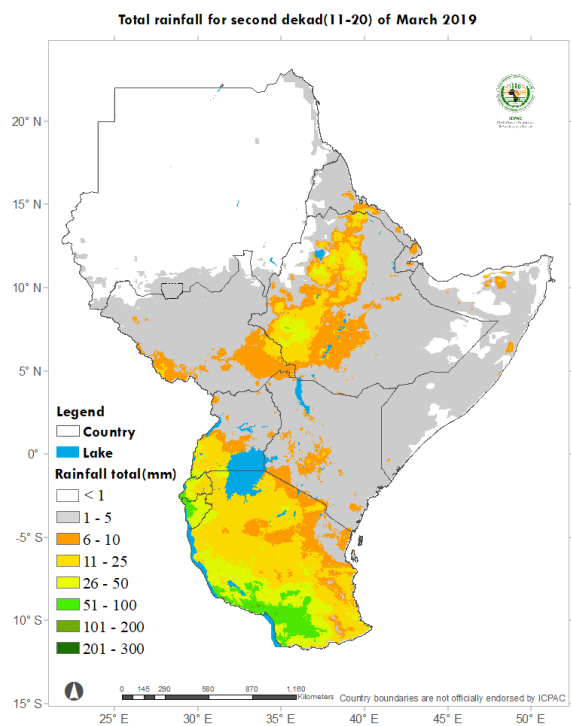 Total rainfall for second dekad(11-20) of March 2019
ICPAC
20° N
15° N
10° N
5° N
0°
-5° S
10° S
15° S
Legend
Country
Lake
Rainfall total(mm)
< 1
1 - 5
6 - 10
11 - 25
26 - 50
51 - 100
101 - 200
201 - 300
0 145 290 580 870 1,160
Kilometers
Country boundaries are not officially endorsed by ICPAC
25° E 30° E 35° E 40° E 45° E 50° E